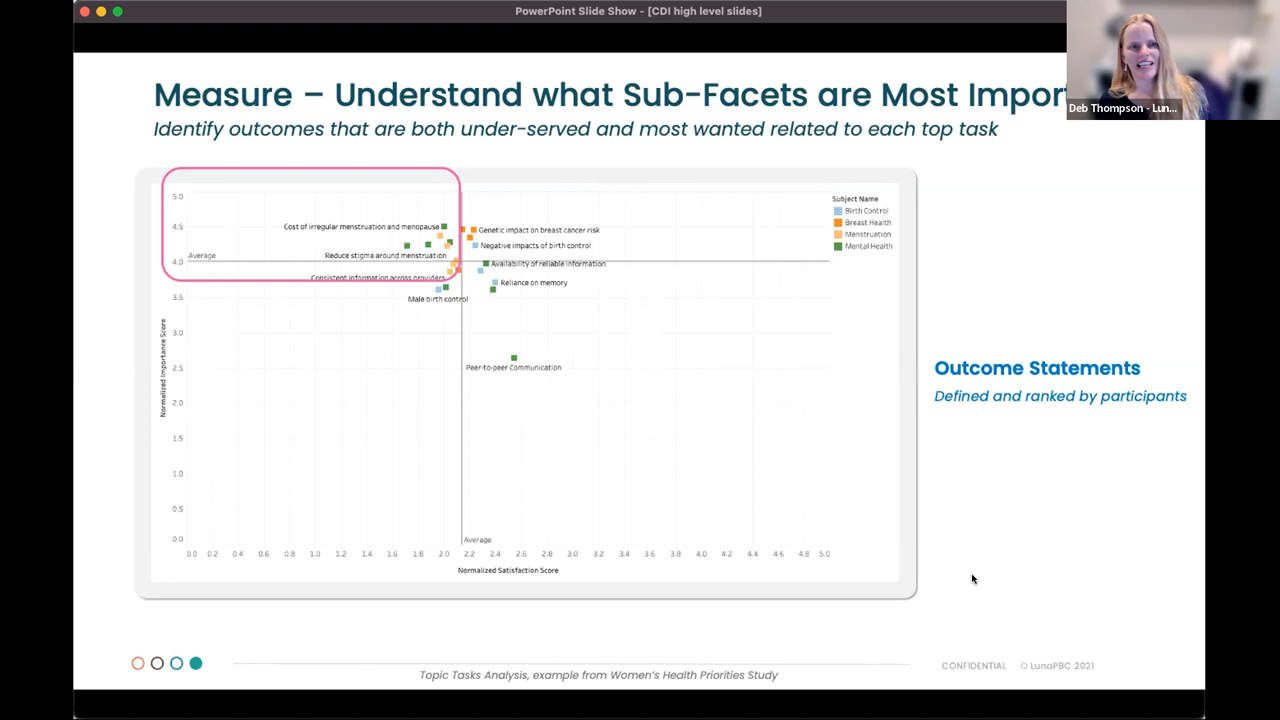 PowerPoint Slide Show - [CDI high level slides]
Deb Thompson - Lun...
Measure – Understand what Sub-Facets are Most Impor
Identify outcomes that are both under-served and most wanted related to each top task
Subject Name
Birth Control
Breast Health
Menstruation
Mental Health
5.0
4.5
4.0
3.5
3.0
2.5
2.0
1.5
1.0
0.5
0.0
Normalized Importance Score
Cost of irregular menstruation and menopause
Genetic impact on breast cancer risk
Negative impacts of birth control
Average
Reduce stigma around menstruation
Availability of reliable information
Consistent information across providers
Reliance on memory
Male birth control
Peer-to-peer Communication
Average
0.0 0.2 0.4 0.6 0.8 1.0 1.2 1.4 1.6 1.8 2.0 2.2 2.4 2.6 2.8 3.0 3.2 3.4 3.6 3.8 4.0 4.2 4.4 4.6 4.8 5.0
Normalized Satisfaction Score
Outcome Statements
Defined and ranked by participants
CONFIDENTIAL © LunaPBC 2021
Topic Tasks Analysis, example from Women's Health Priorities Study